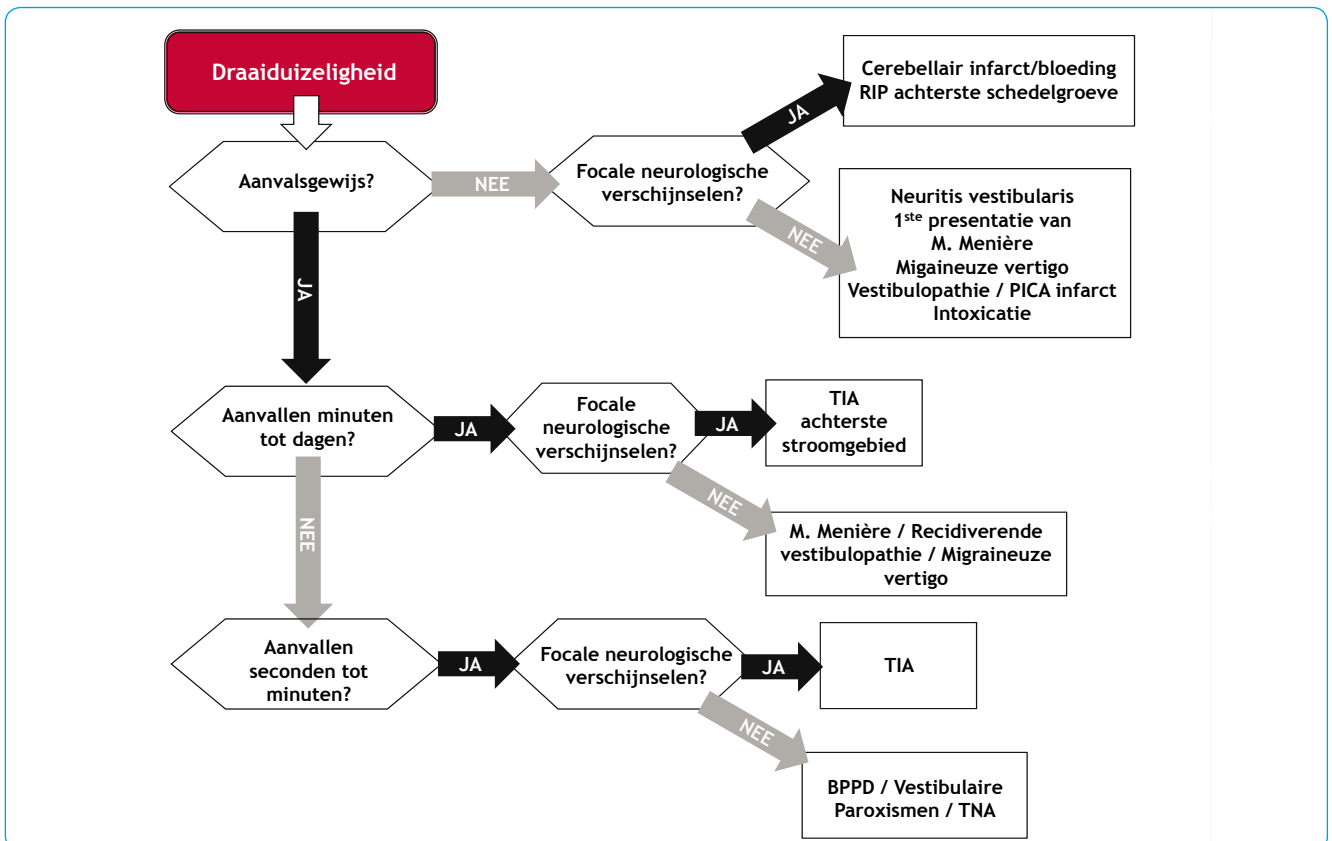 Draaiduizeligheid
Aanvalsgewijs?
NEE
Focale neurologische
verschijnselen?
JA
Cerebellair infarct/bloeding
RIP achterste schedelgroeve
NEE
Neuritis vestibularis
1ste presentatie van
M. Menière
Migaineuze vertigo
Vestibulopathie / PICA infarct
Intoxicatie
JA
Aanvallen minuten
tot dagen?
JA
Focale
neurologische
verschijnselen?
JA
TIA
achterste
stroomgebied
NEE
M. Menière / Recidiverende
vestibulopathie / Migraineuze
vertigo
NEE
Aanvallen
seconden tot
minuten?
JA
Focale neurologische
verschijnselen?
JA
TIA
NEE
BPPD / Vestibulaire
Paroxismen / TNA